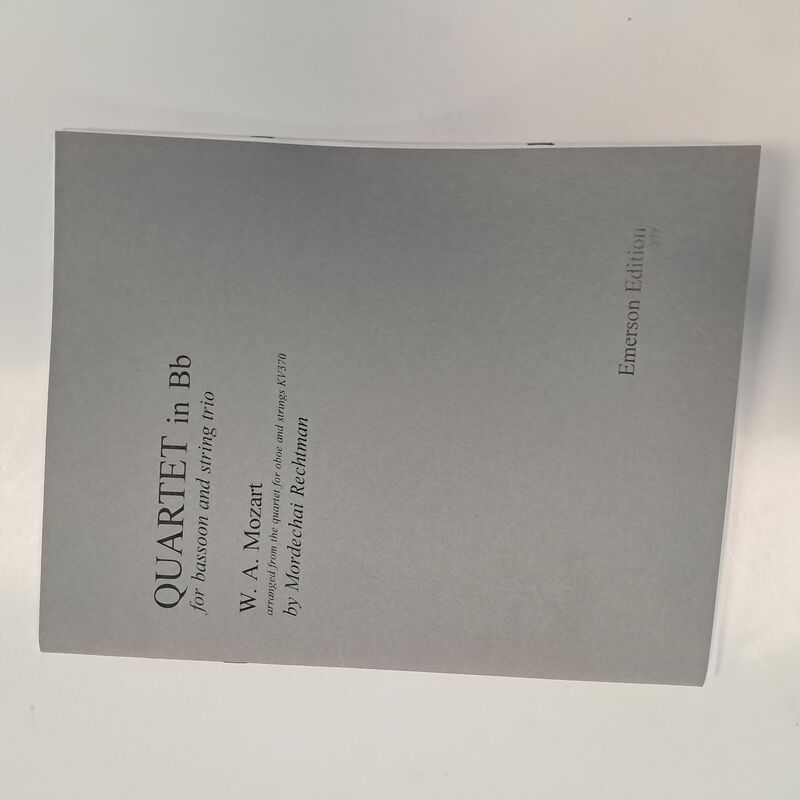 QUARTET in Bb
for bassoon and string trio
W. A. Mozart
arranged from the quartet for oboe and strings KV370
by Mordechai Rechtman
Emerson Edition
277